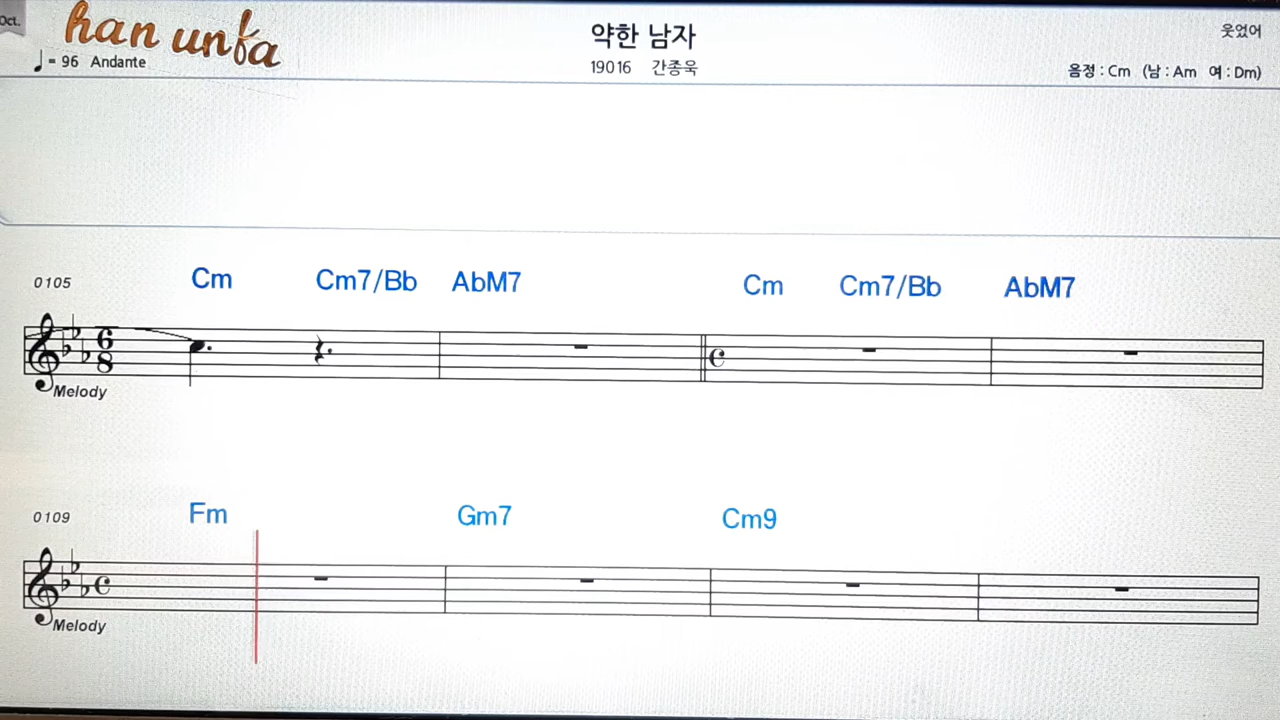 Oct.
han unfa
약한 남자
웃었어
♩ = 96 Andante
19016 간종욱
음정 : Cm (남 : Am 여 : Dm)
0105 Cm Cm7/Bb AbM7 Cm Cm7/Bb AbM7
6
8
Melody
0109 Fm Gm7 Cm9
Melody